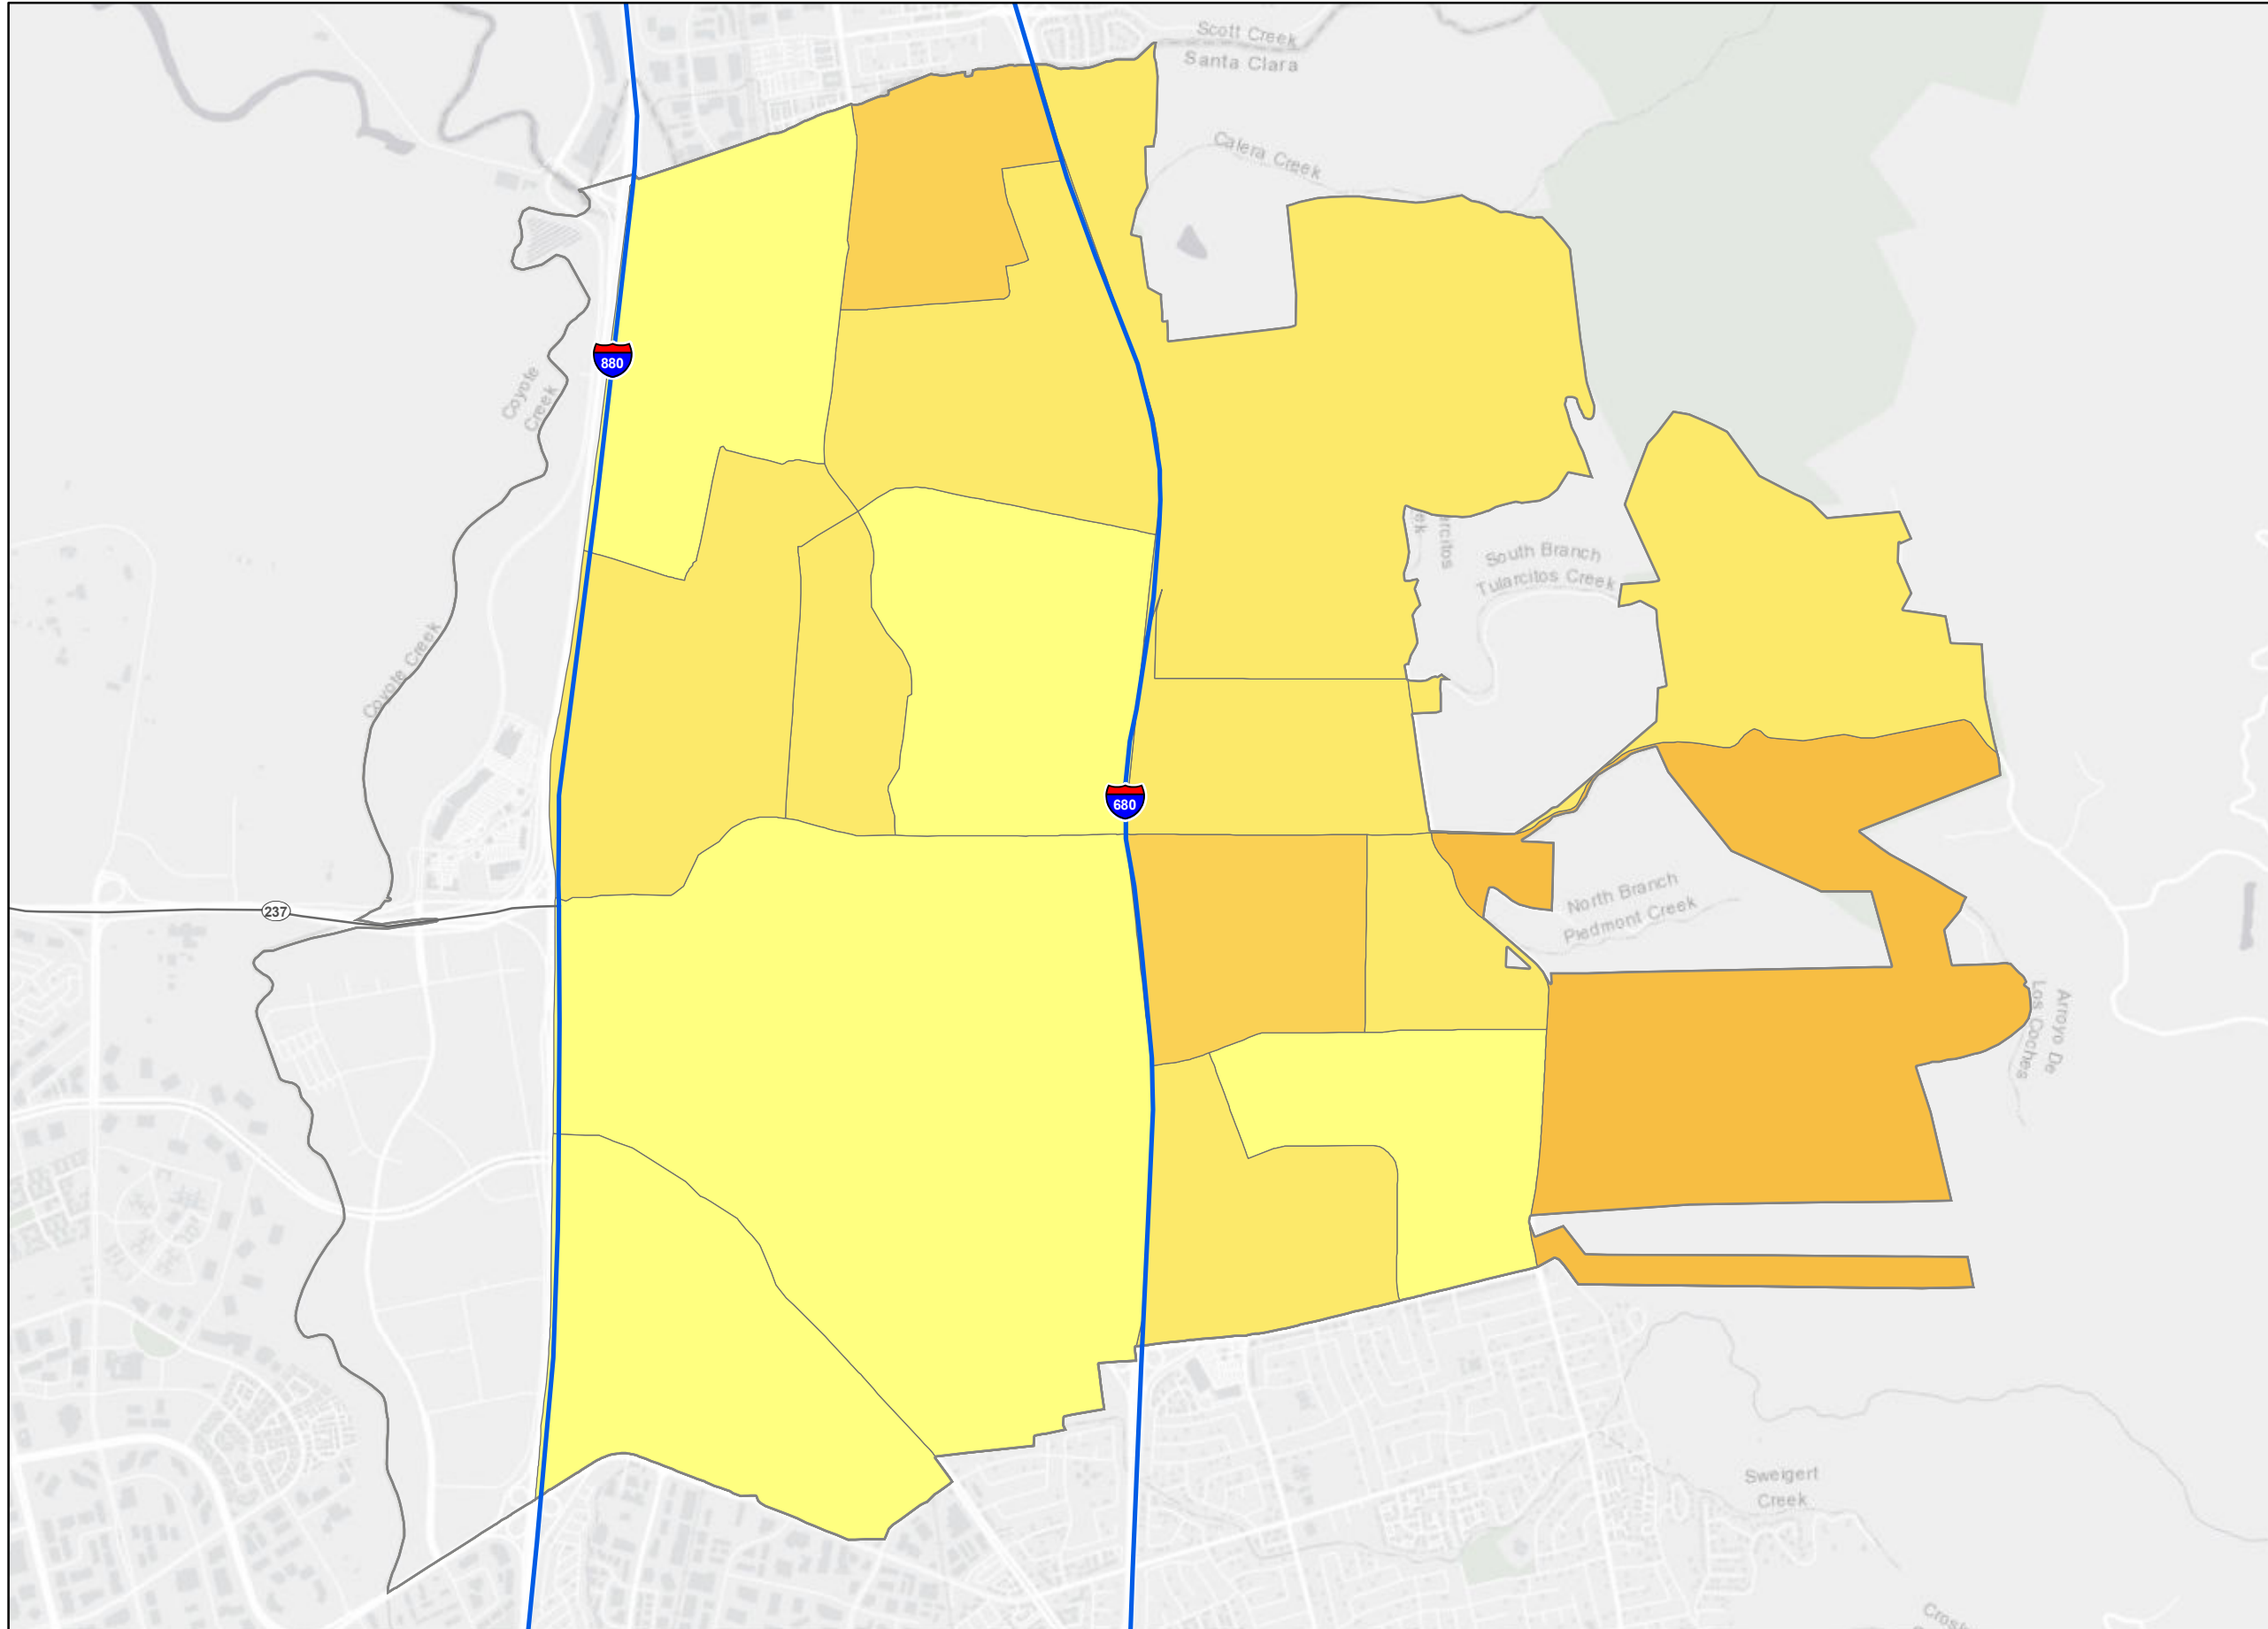 Scott Creek
Santa Clara
Calera Creek
880
Coyote
Creek
South Branch
Tularcitos Creek
Coyote Creek
680
237
North Branch
Piedmont Creek
Arroyo De
Los Coches
Sweigert
Creek